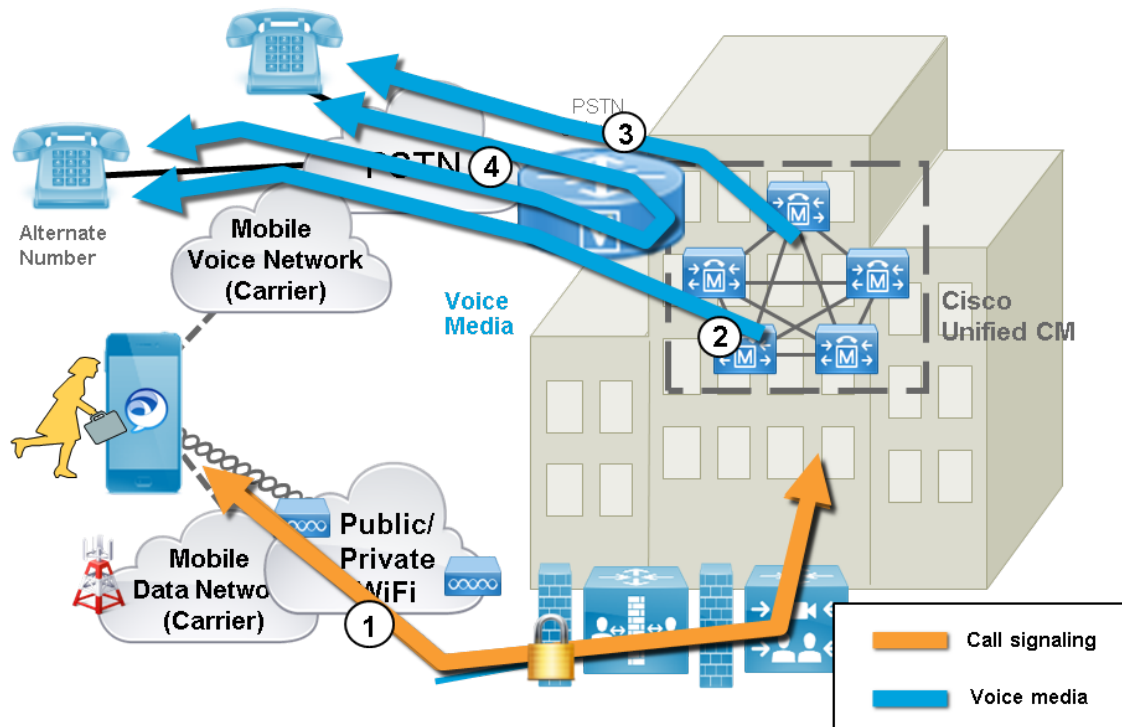 PSTN
3
PSTN
4
Alternate
Number
Mobile
Voice Network
(Carrier)
Voice
Media
2
M
M
M
M
M
Cisco
Unified CM
V
Public/
Private
WiFi
Mobile
Data Netwo
(Carrier)
1
Call signaling
Voice media